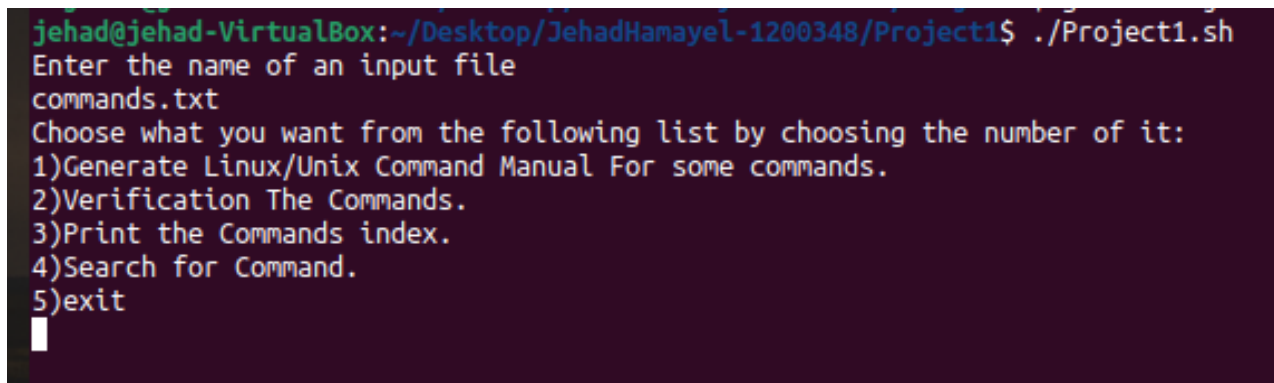 jehad@jehad-VirtualBox:~/Desktop/JehadHamayel-1200348/Project1$ ./Project1.sh
Enter the name of an input file
commands.txt
Choose what you want from the following list by choosing the number of it:
1)Generate Linux/Unix Command Manual For some commands.
2)Verification The Commands.
3)Print the Commands index.
4)Search for Command.
5)exit